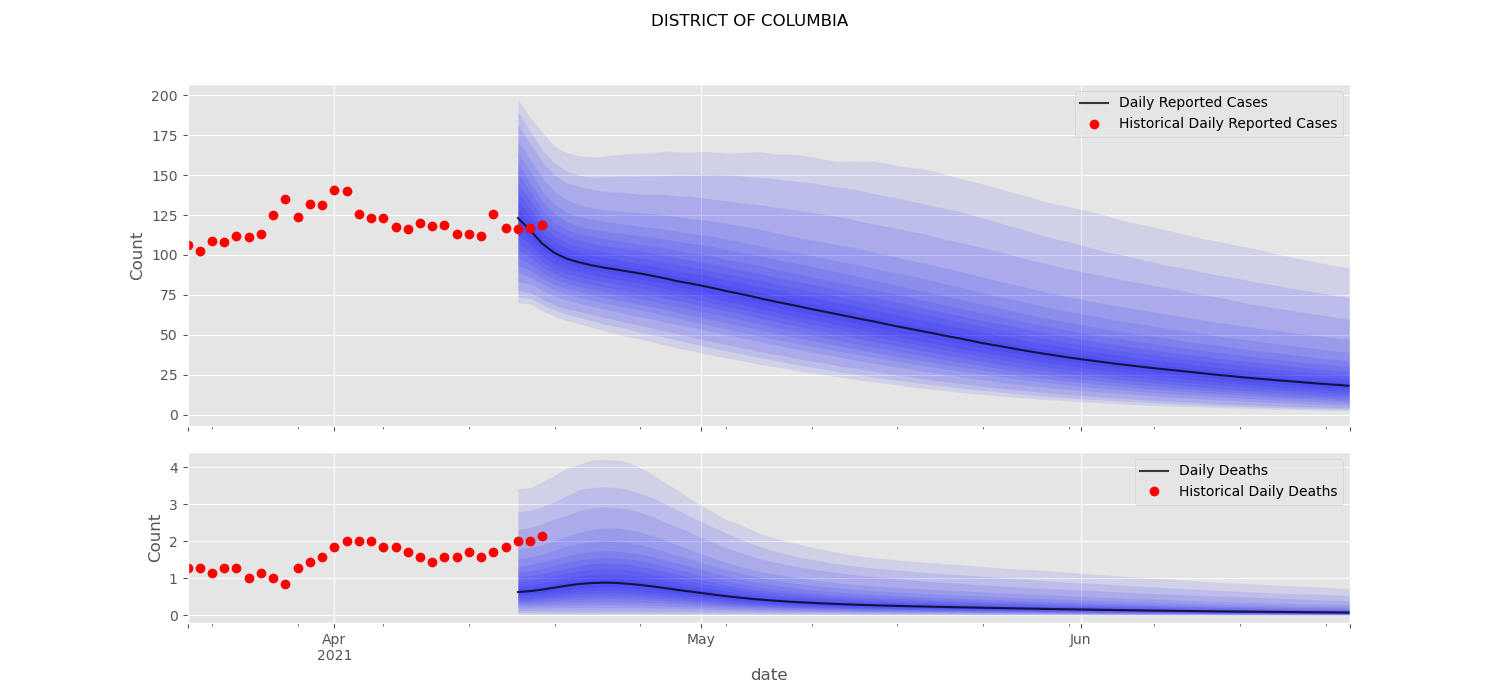 DISTRICT OF COLUMBIA
200
175
150
125
100
75
50
25
0
Count
Daily Reported Cases
Historical Daily Reported Cases
4
3
2
1
0
Count
Daily Deaths
Historical Daily Deaths
Apr
2021
May
Jun
date